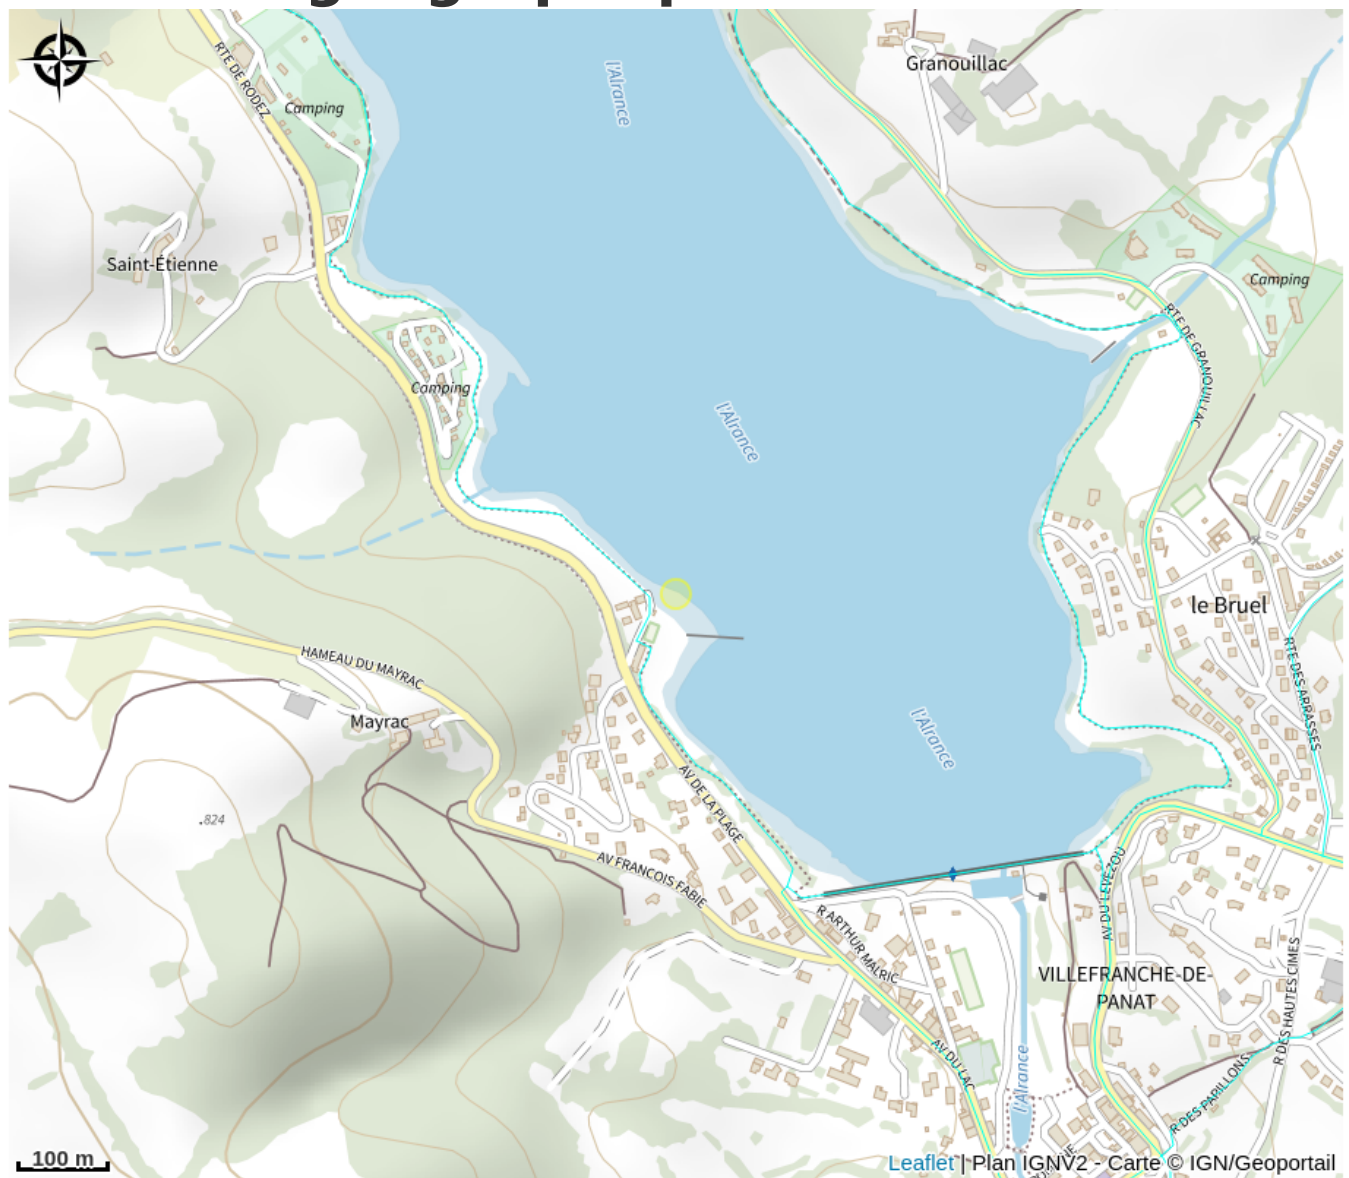 l'Alrance
Granouillac
RTE DE RODEZ
Camping
Saint-Étienne
Camping
RTE DE GRANOUILLAC
Camping
l'Alrance
le Bruel
HAMEAU DU MAYRAC
RTE DES ARRASSES
Mayrac
l'Alrance
AV DE LA PLAGE
.824
AV FRANCOIS FABIE
AV DU LEVEZOU
R ARTHUR MALRIC
VILLEFRANCHE-DE-
PANAT
R DES HAUTES CIMES
AV DU LAC
l'Alrance
R DES PAPILLONS
100 m
Leaflet | Plan IGNV2 - Carte © IGN/Geoportail